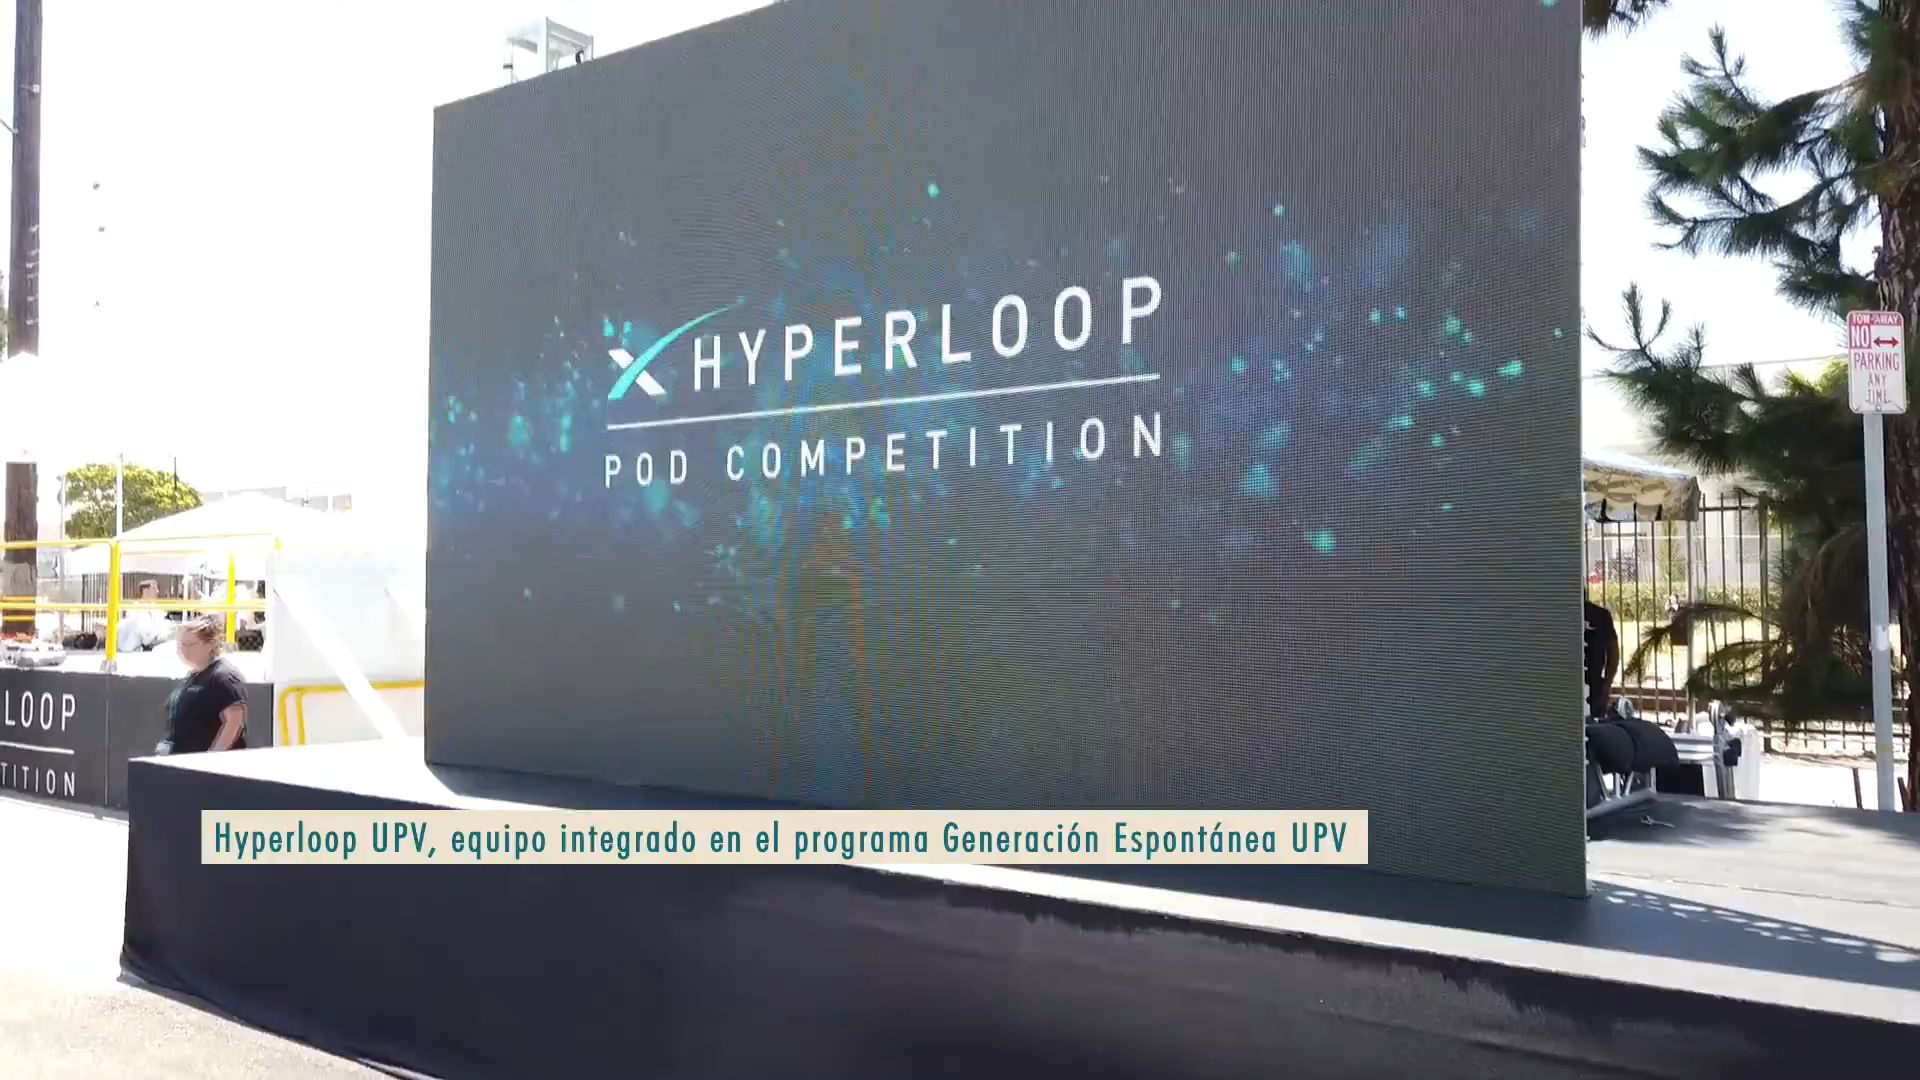 HYPERLOOP
POD COMPETITION
TOW-AWAY
NO
PARKING
ANY
TIME
LOOP
TITION
Hyperloop UPV, equipo integrado en el programa Generación Espontánea UPV